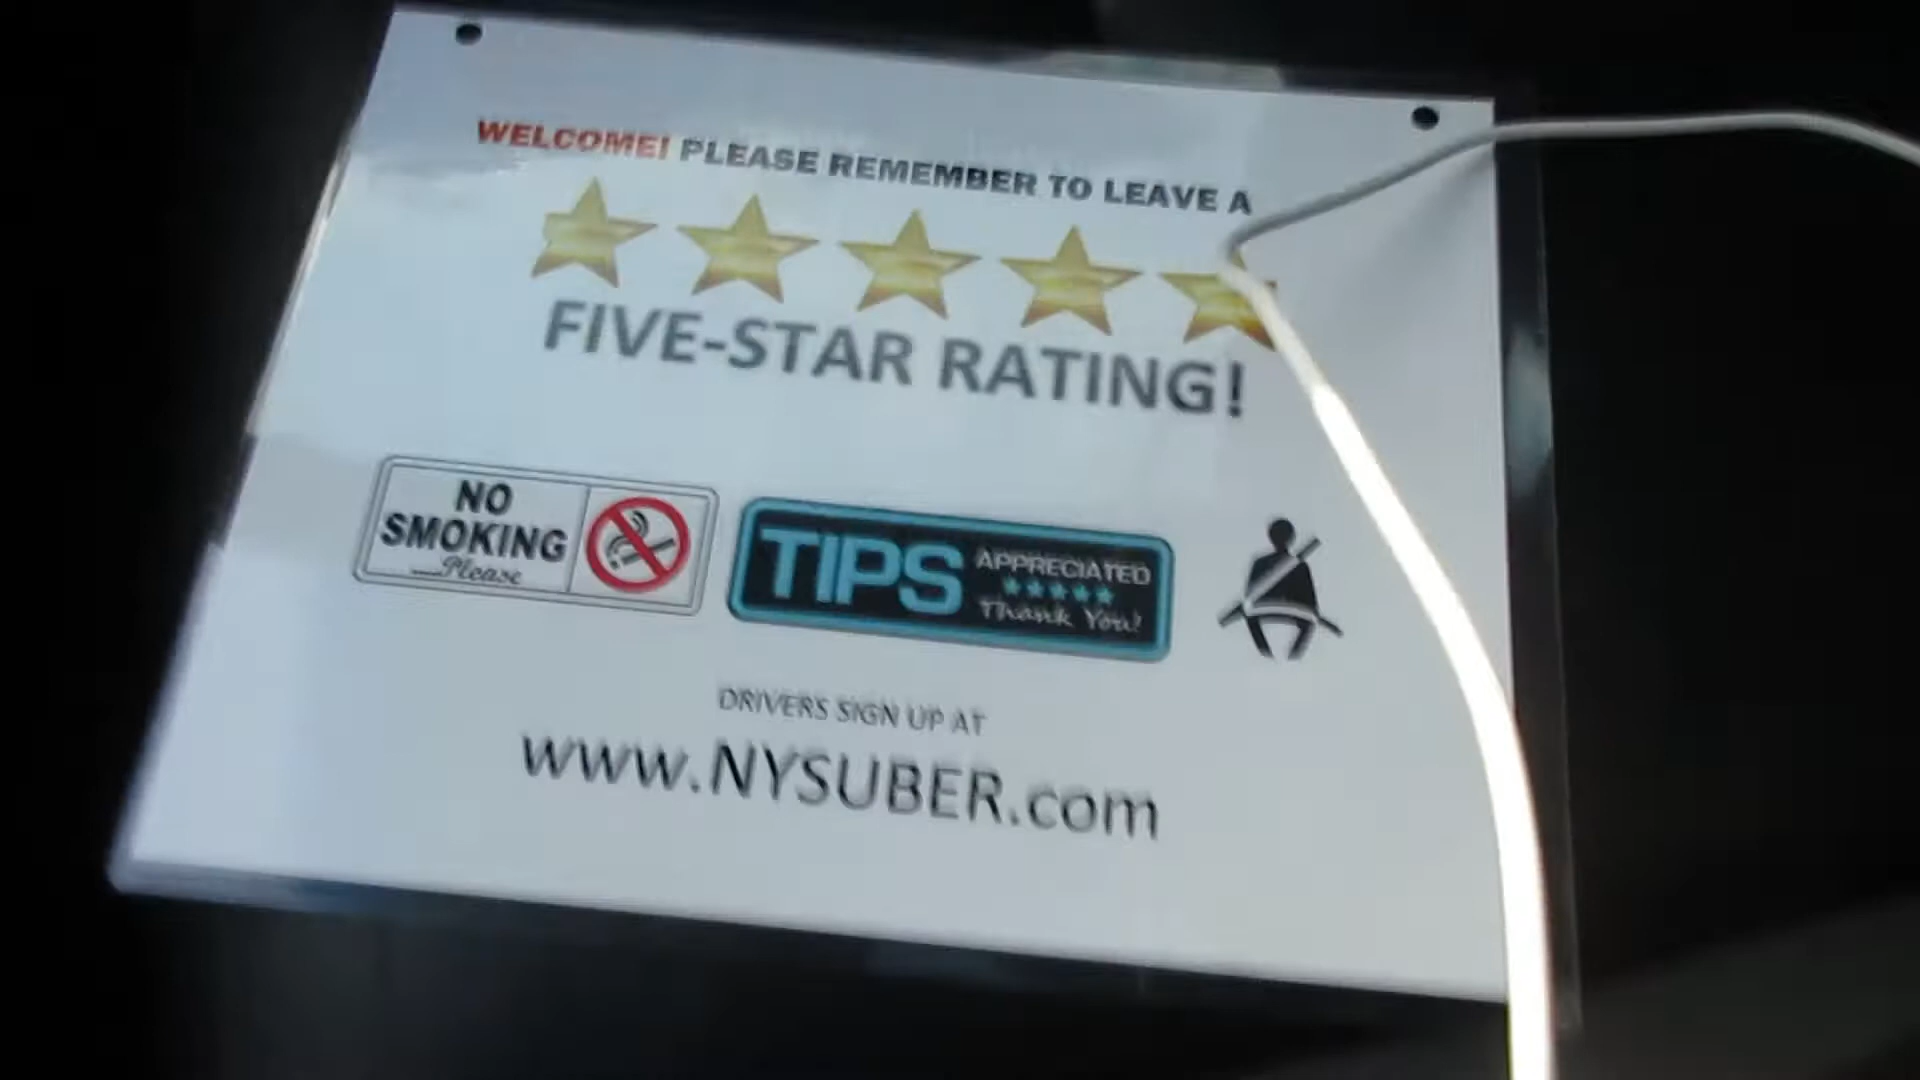 WELCOME! PLEASE REMEMBER TO LEAVE A
FIVE-STAR RATING!
NO
SMOKING
...Please
TIPS
APPRECIATED
Thank You!
DRIVERS SIGN UP AT
www.NYSUBER.com